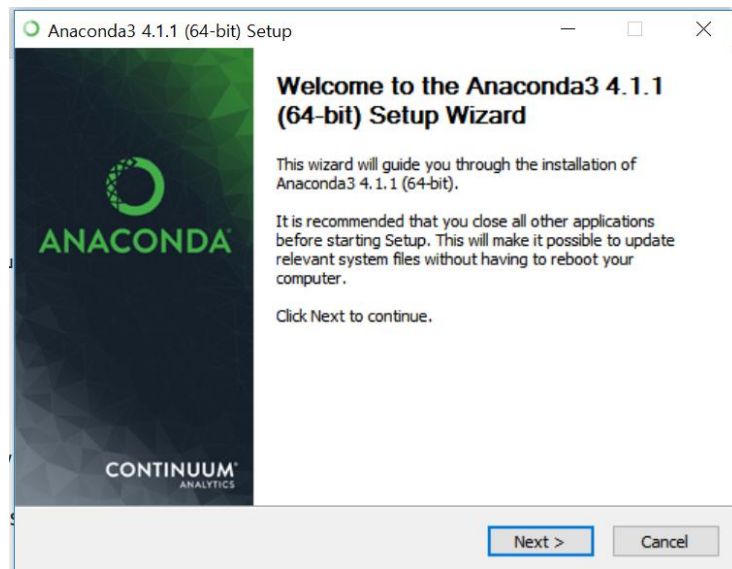 Anaconda3 4.1.1 (64-bit) Setup
ANACONDA
CONTINUUM
ANALYTICS
Welcome to the Anaconda3 4.1.1
(64-bit) Setup Wizard
This wizard will guide you through the installation of
Anaconda3 4.1.1 (64-bit).
It is recommended that you close all other applications
before starting Setup. This will make it possible to update
relevant system files without having to reboot your
computer.
Click Next to continue.
Next >
Cancel